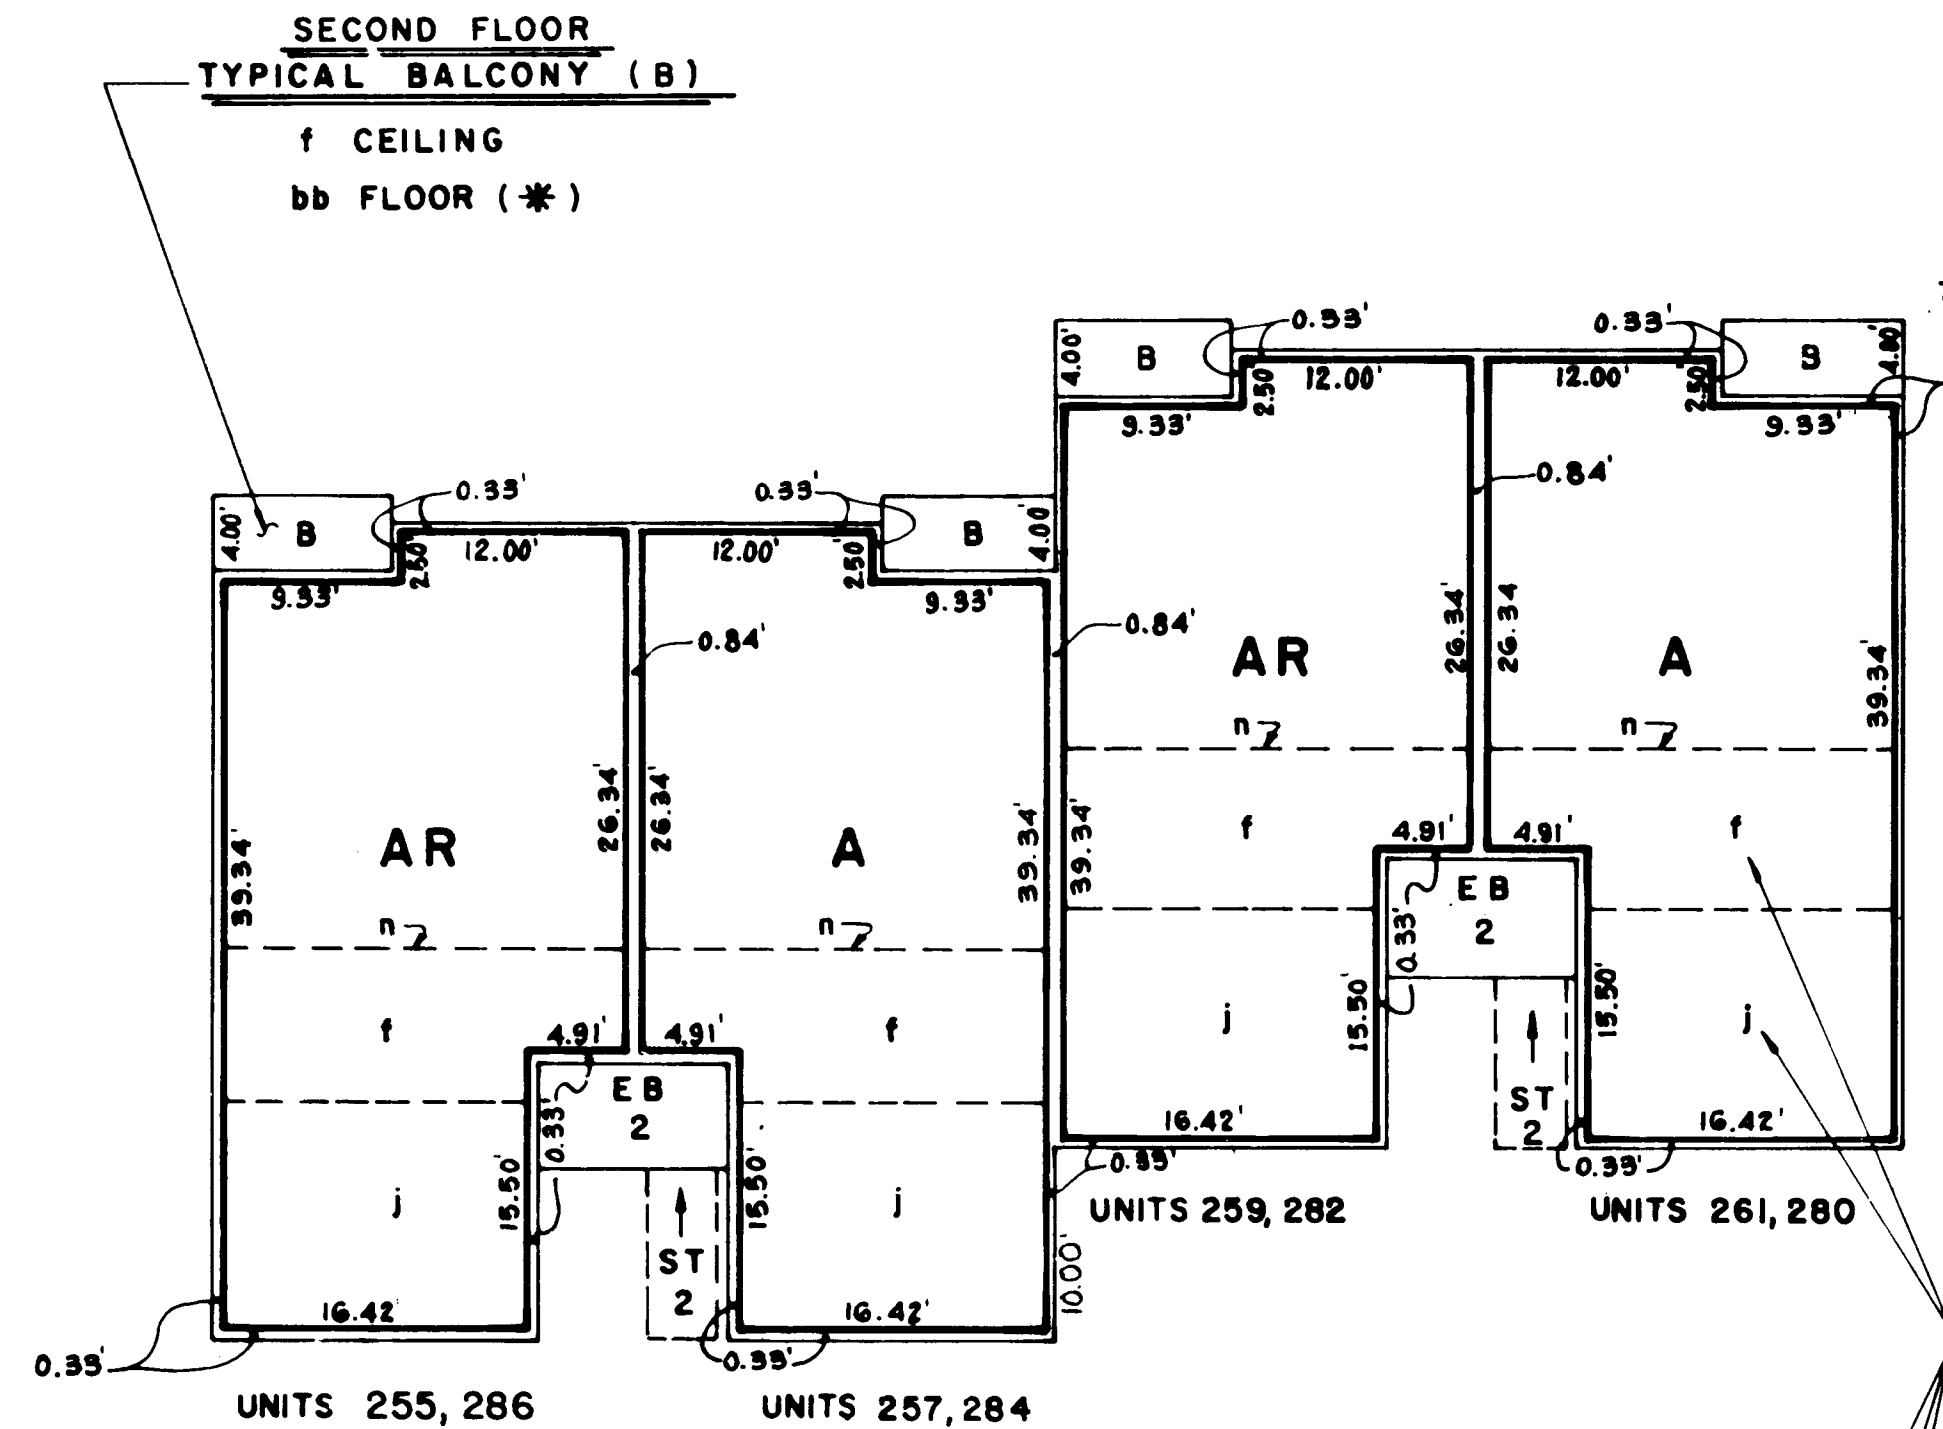 SECOND FLOOR
TYPICAL BALCONY (B)
f CEILING
bb FLOOR (*)
0.33'
0.33'
4.00'
B
12.00'
2.50
9.33'
12.00'
2.50'
B
4.00'
9.33'
0.84'
0.84'
26.34'
26.34
AR
A
39.34'
n
n
39.34'
f
f
4.91'
4.91'
EB
2
0.33'
j
j
15.50'
15.50'
ST
2
16.42'
16.42'
0.33'
0.33'
UNITS 259, 282
UNITS 261, 280
0.33'
0.33'
4.00'
B
12.00'
2.50'
9.33'
12.00'
2.50'
B
4.00'
9.33'
0.84'
26.34'
26.34'
AR
A
39.34'
39.34'
n
n
f
f
4.91'
4.91'
EB
2
0.33'
j
j
15.50'
15.50'
ST
2
10.00'
16.42
16.42'
0.33'
0.33'
UNITS 255, 286
UNITS 257, 284